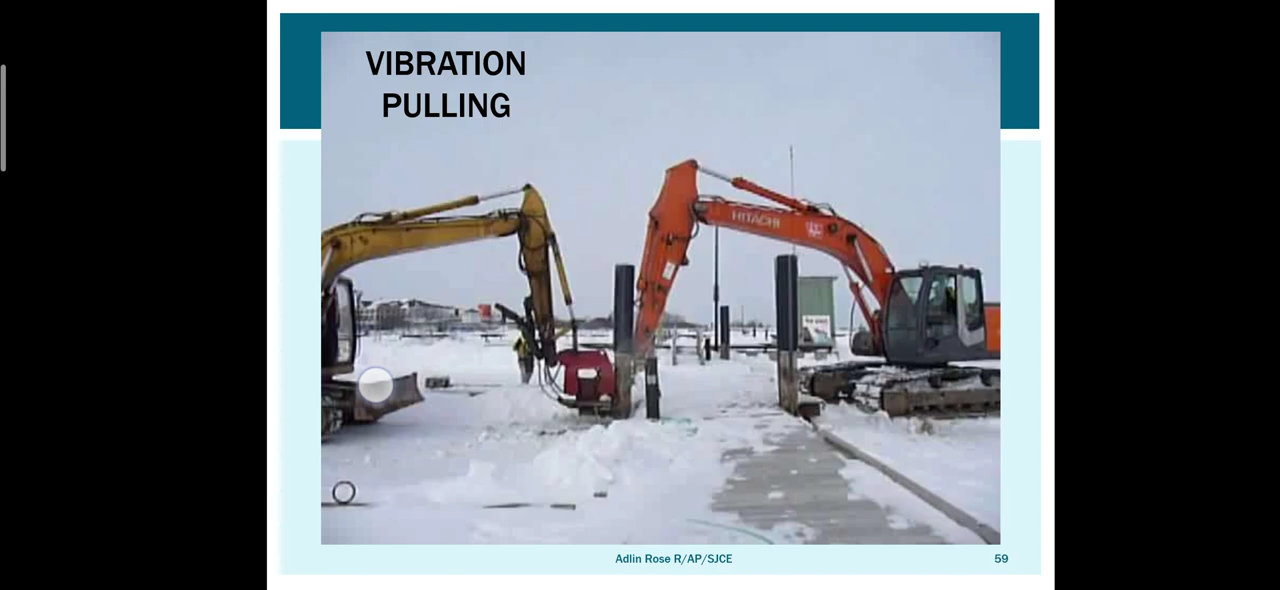 VIBRATION
PULLING
HITACHI
Adlin Rose R/AP/SJCE
59